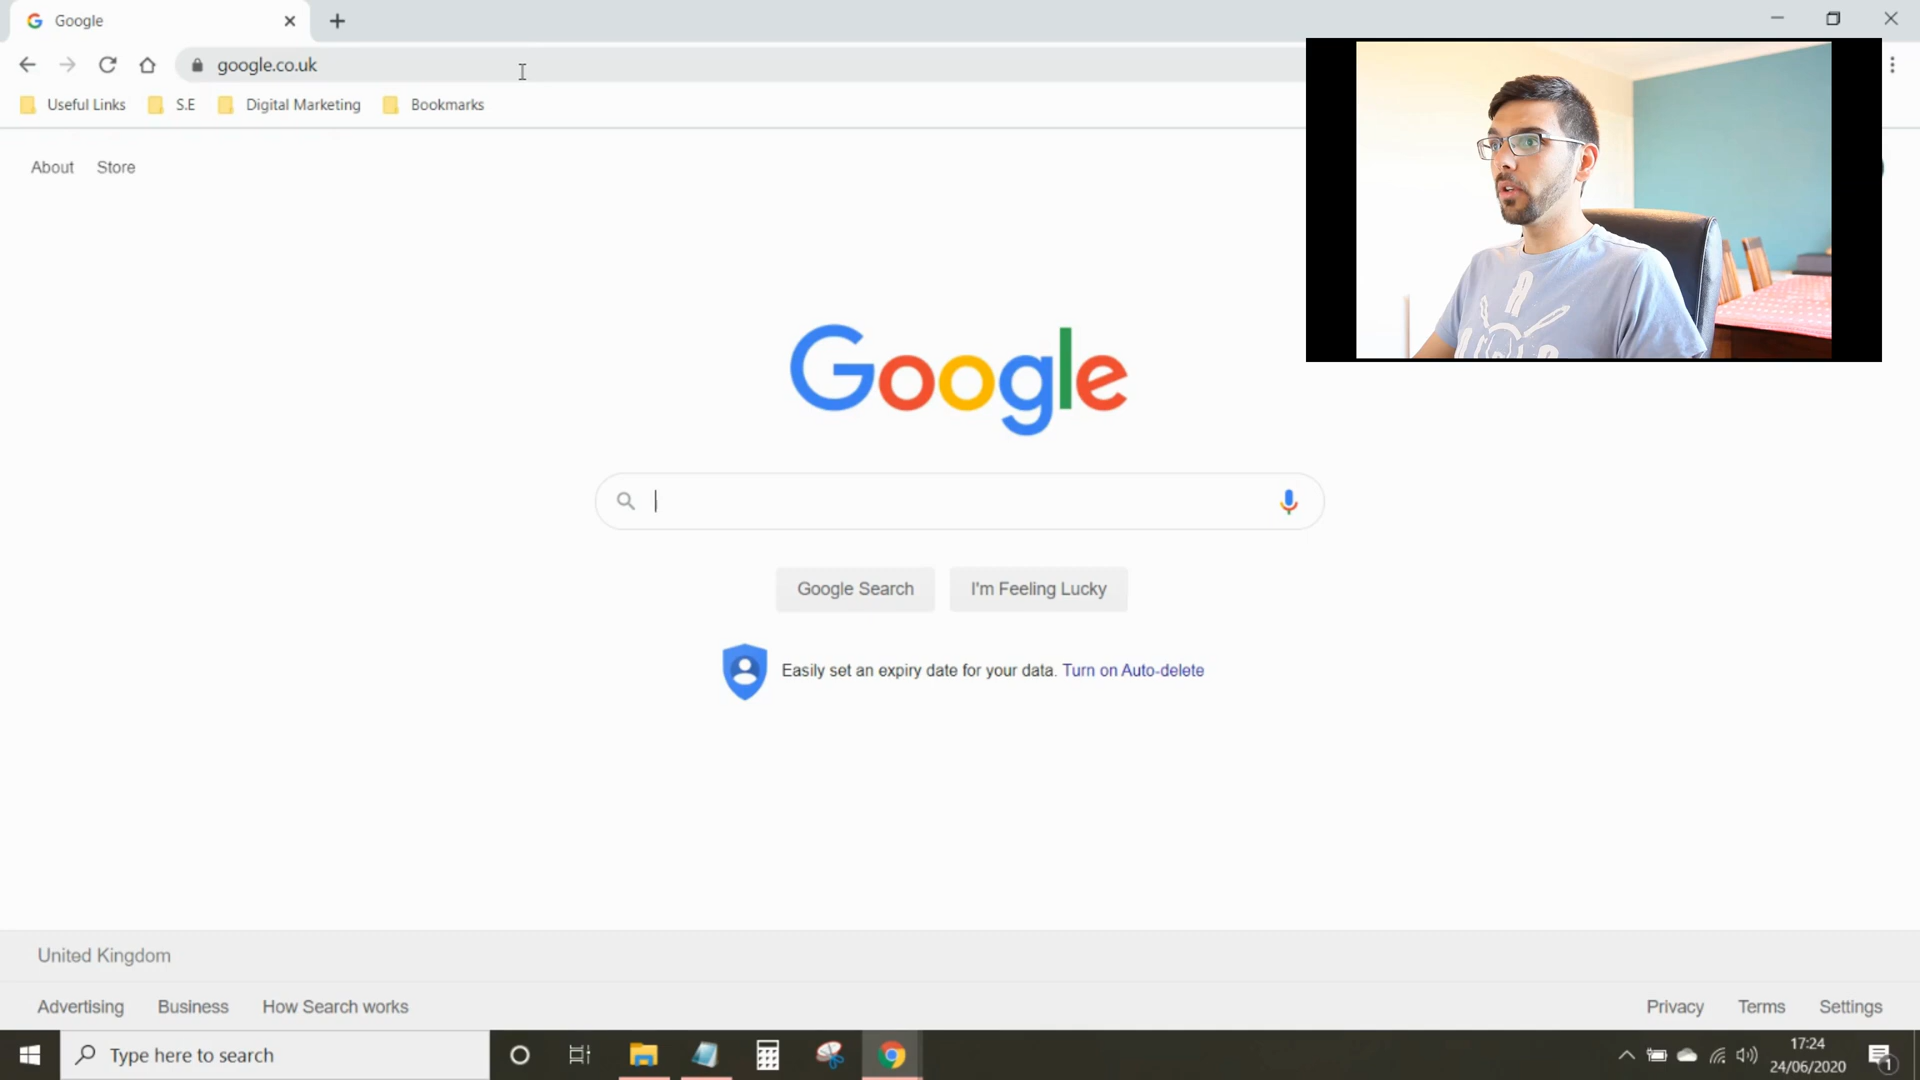 Google
google.co.uk
Useful Links
S.E
Digital Marketing
Bookmarks
About
Store
Google
Google Search
I'm Feeling Lucky
Easily set an expiry date for your data. Turn on Auto-delete
United Kingdom
Advertising
Business
How Search works
Privacy
Terms
Settings
Type here to search
17:24
24/06/2020
1